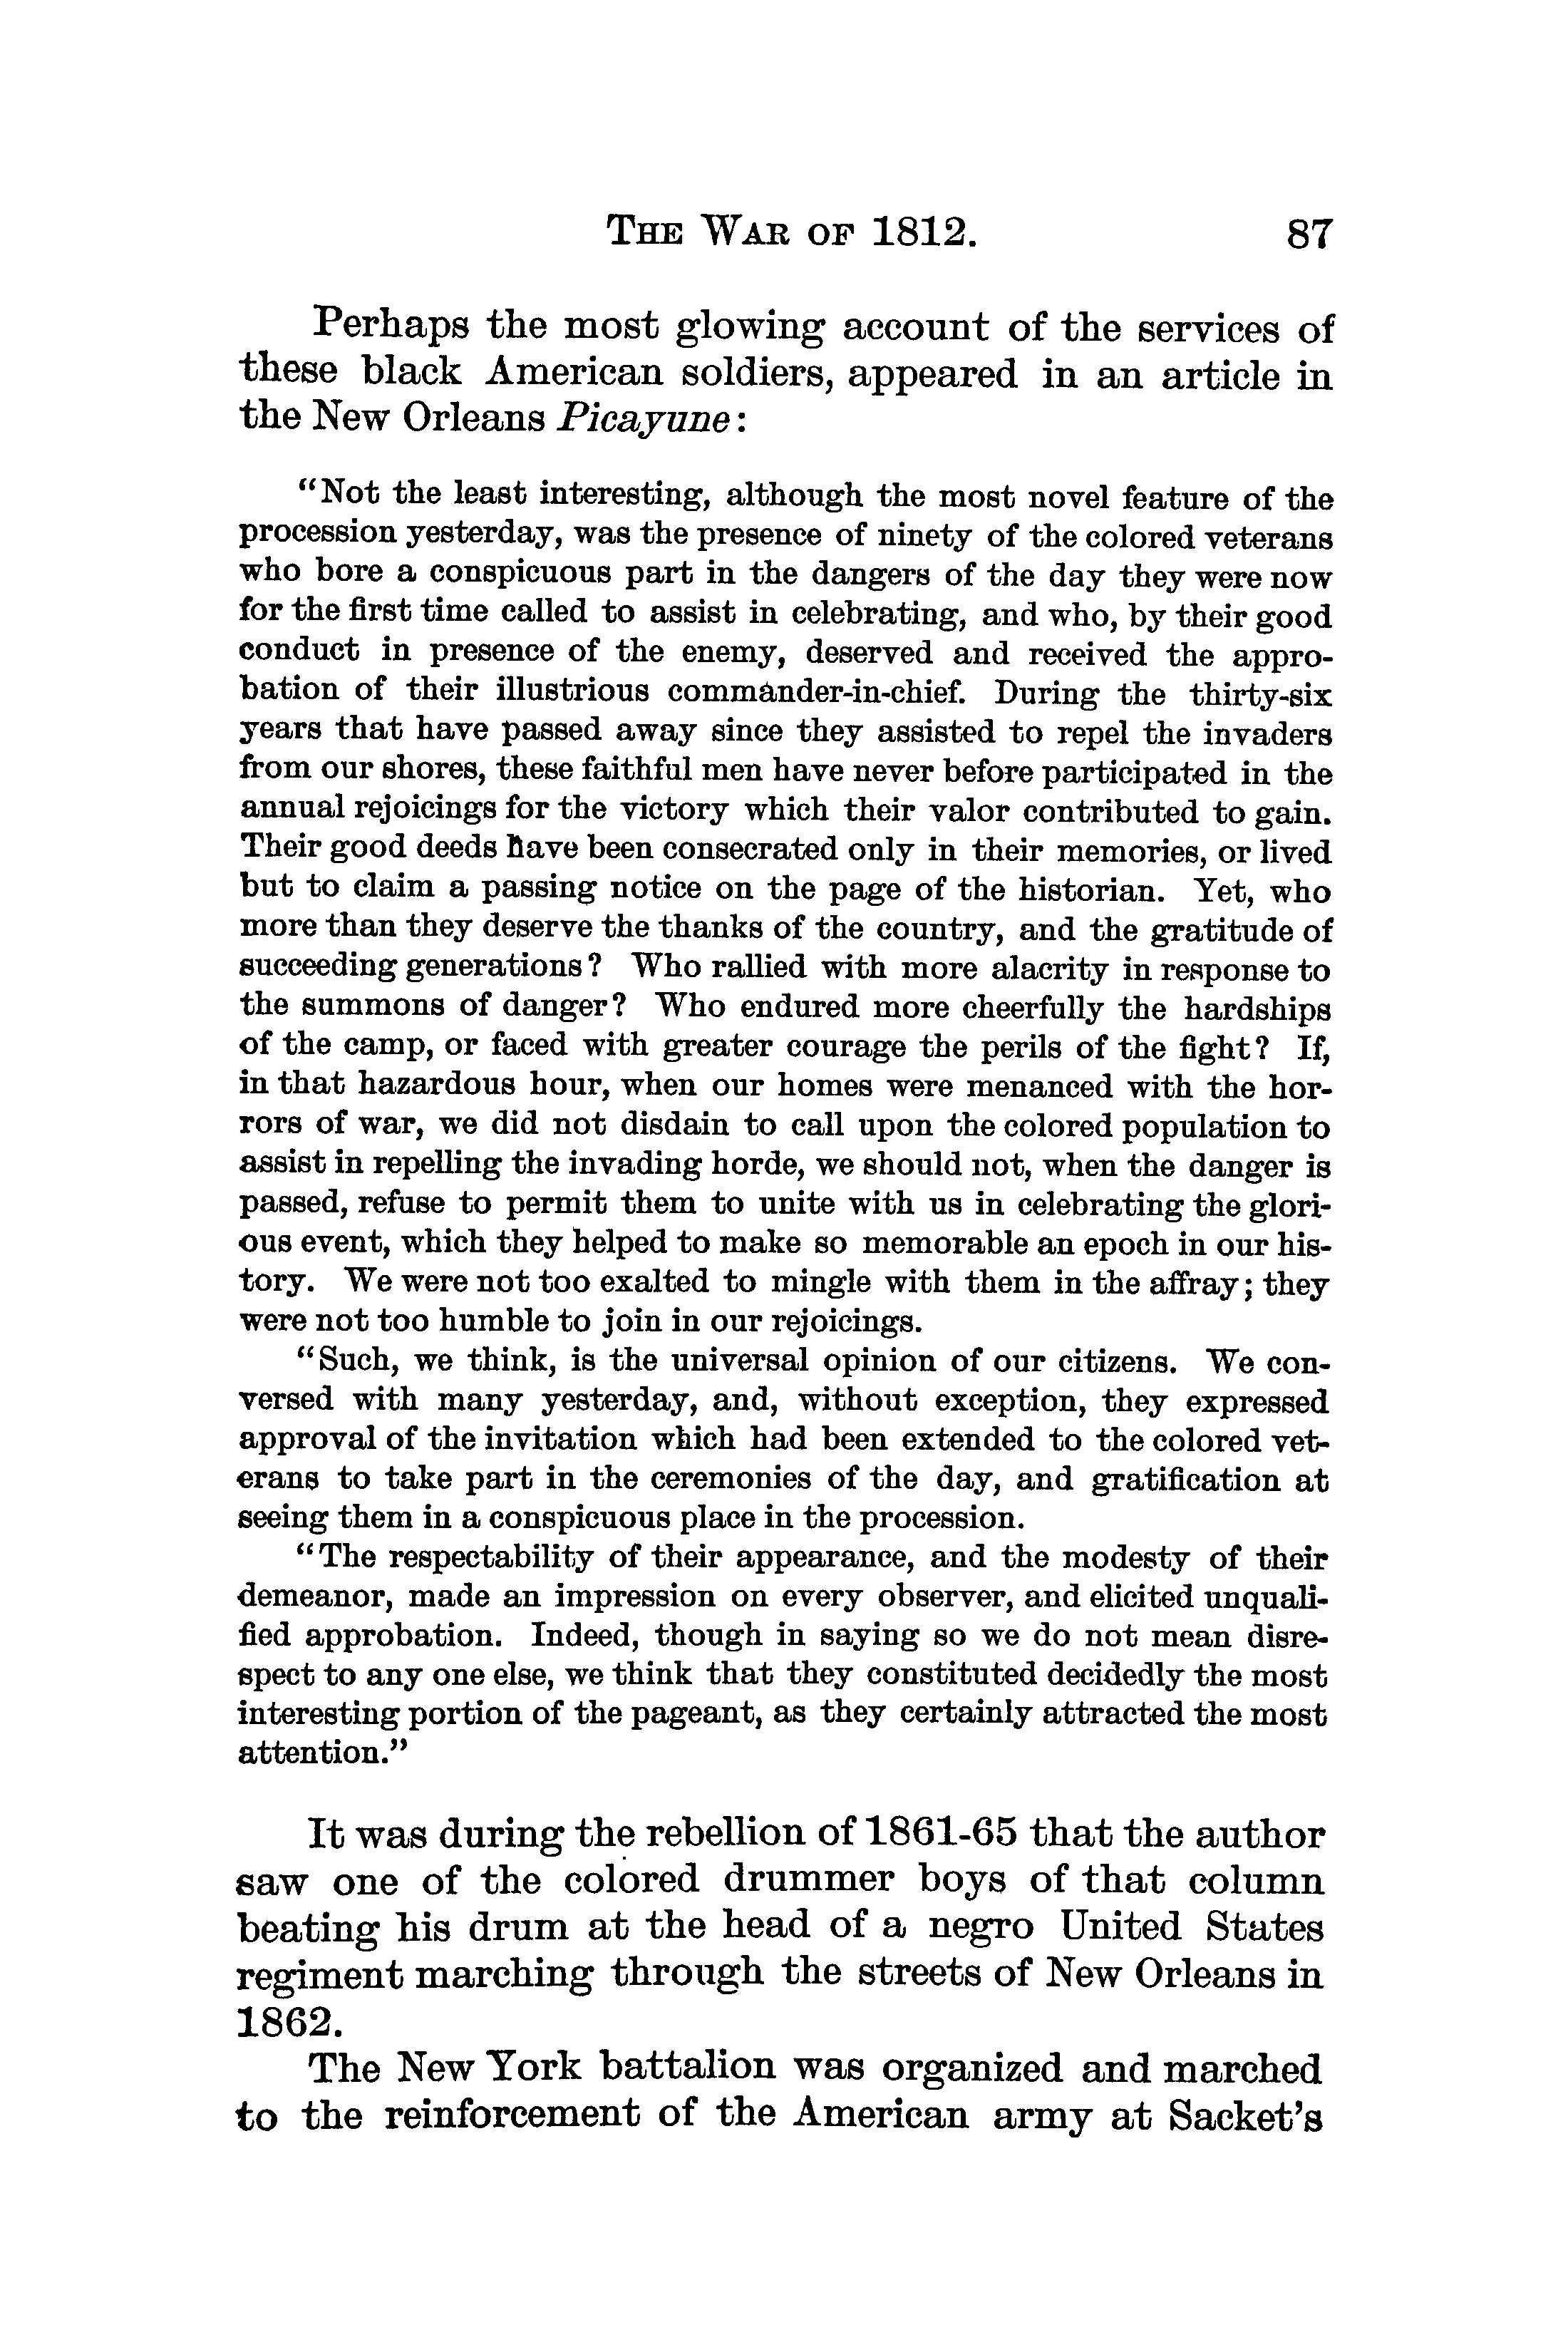 THE WAR OF 1812. 87
Perhaps the most glowing account of the services of
these black American soldiers, appeared in an article in
the New Orleans Picayune:
“Not the least interesting, although the most novel feature of the
procession yesterday, was the presence of ninety of the colored veterans
who bore a conspicuous part in the dangers of the day they were now
for the first time called to assist in celebrating, and who, by their good
conduct in presence of the enemy, deserved and received the appro-
bation of their illustrious commander-in-chief. During the thirty-six
years that have passed away since they assisted to repel the invaders
from our shores, these faithful men have never before participated in the
annual rejoicings for the victory which their valor contributed to gain.
Their good deeds have been consecrated only in their memories, or lived
but to claim a passing notice on the page of the historian. Yet, who
more than they deserve the thanks of the country, and the gratitude of
succeeding generations? Who rallied with more alacrity in response to
the summons of danger? Who endured more cheerfully the hardships
of the camp, or faced with greater courage the perils of the fight? If,
in that hazardous hour, when our homes were menanced with the hor-
rors of war, we did not disdain to call upon the colored population to
assist in repelling the invading horde, we should not, when the danger is
passed, refuse to permit them to unite with us in celebrating the glori-
ous event, which they helped to make so memorable an epoch in our his-
tory. We were not too exalted to mingle with them in the affray; they
were not too humble to join in our rejoicings.
“Such, we think, is the universal opinion of our citizens. We con-
versed with many yesterday, and, without exception, they expressed
approval of the invitation which had been extended to the colored vet-
erans to take part in the ceremonies of the day, and gratification at
seeing them in a conspicuous place in the procession.
“The respectability of their appearance, and the modesty of their
demeanor, made an impression on every observer, and elicited unquali-
fied approbation. Indeed, though in saying so we do not mean disre-
spect to any one else, we think that they constituted decidedly the most
interesting portion of the pageant, as they certainly attracted the most
attention.”
It was during the rebellion of 1861-65 that the author
saw one of the colored drummer boys of that column
beating his drum at the head of a negro United States
regiment marching through the streets of New Orleans in
1862.
The New York battalion was organized and marched
to the reinforcement of the American army at Sacket’s